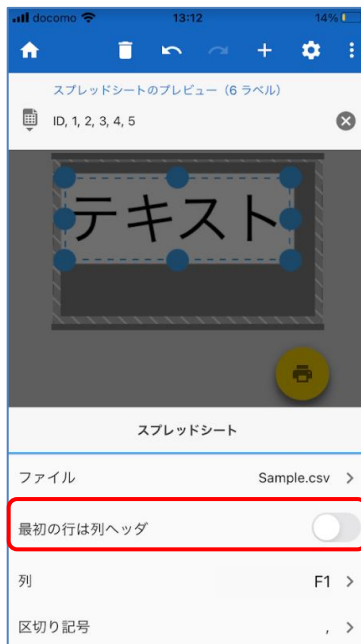 docomo 13:12 14%
スプレッドシートのプレビュー（6 ラベル）
ID, 1, 2, 3, 4, 5
テキスト
スプレッドシート
ファイル Sample.csv
最初の行は列ヘッダ
列 F1
区切り記号 ,